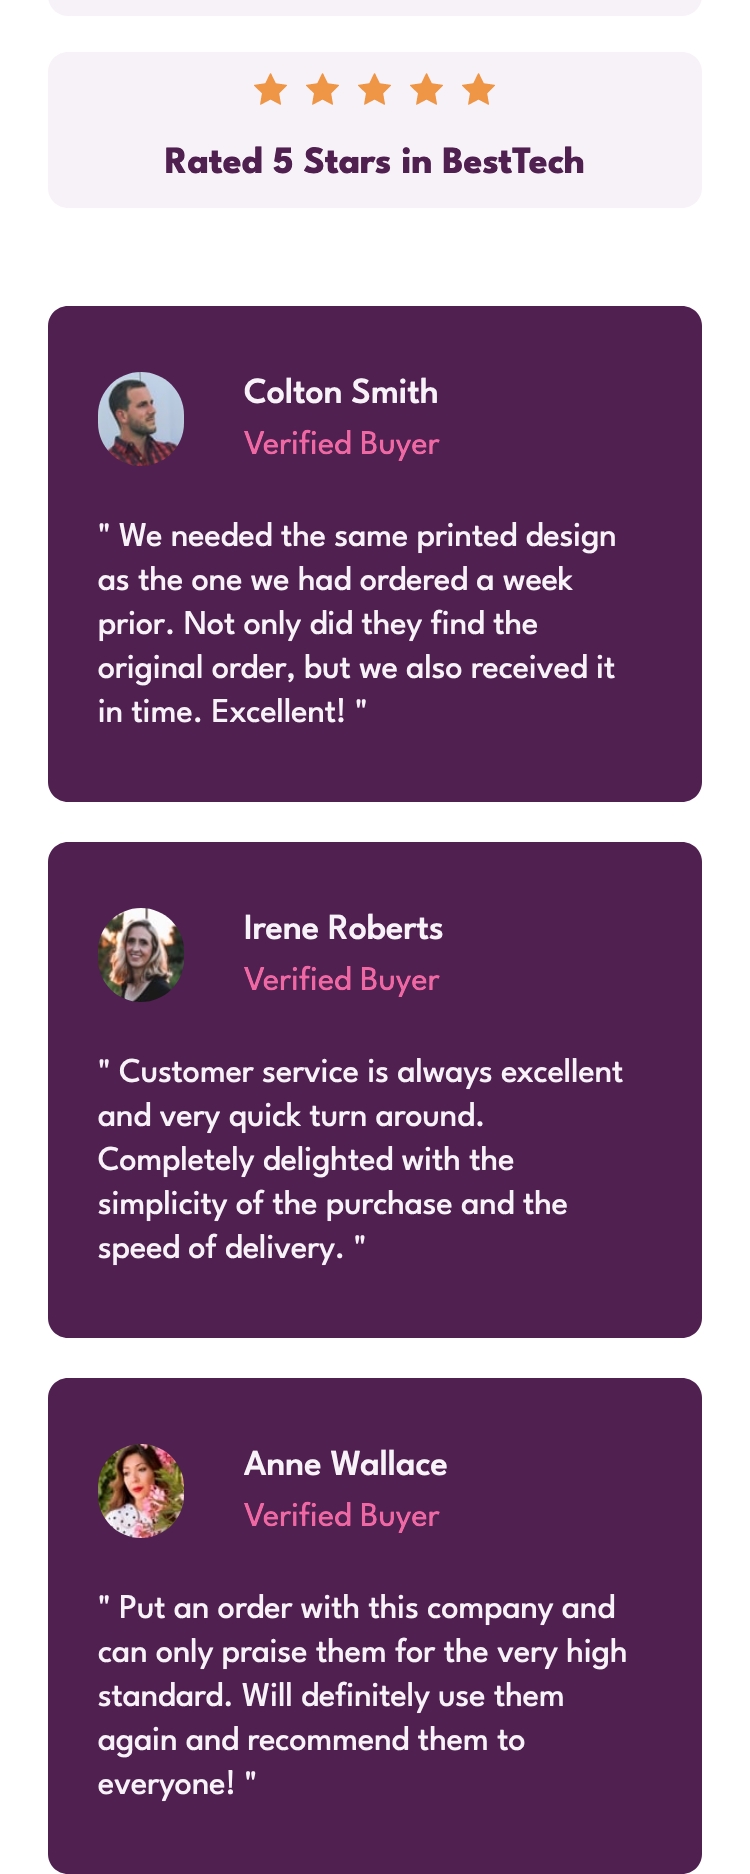 Rated 5 Stars in BestTech
Colton Smith
Verified Buyer
" We needed the same printed design
as the one we had ordered a week
prior. Not only did they find the
original order, but we also received it
in time. Excellent! "
Irene Roberts
Verified Buyer
" Customer service is always excellent
and very quick turn around.
Completely delighted with the
simplicity of the purchase and the
speed of delivery. "
Anne Wallace
Verified Buyer
" Put an order with this company and
can only praise them for the very high
standard. Will definitely use them
again and recommend them to
everyone! "